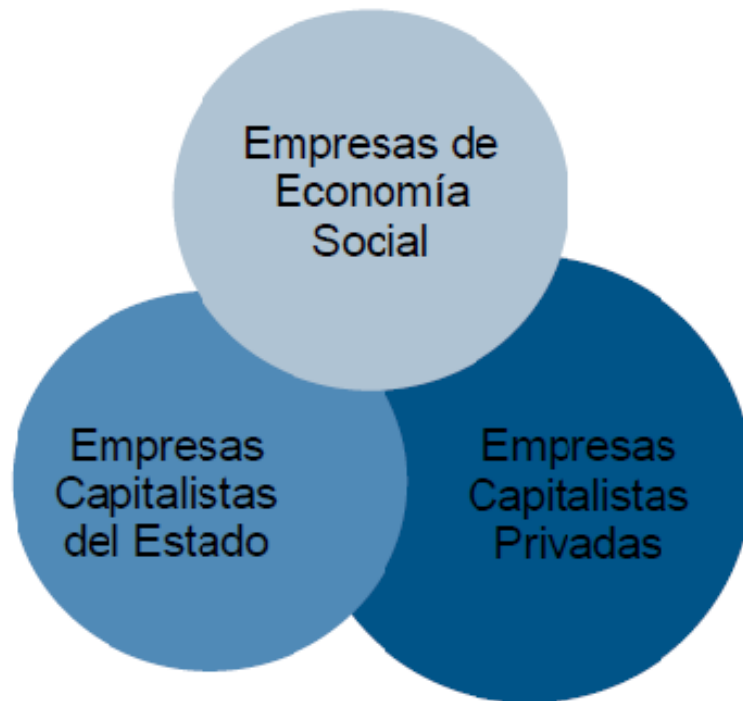 Empresas de
Economía
Social
Empresas
Capitalistas
del Estado
Empresas
Capitalistas
Privadas